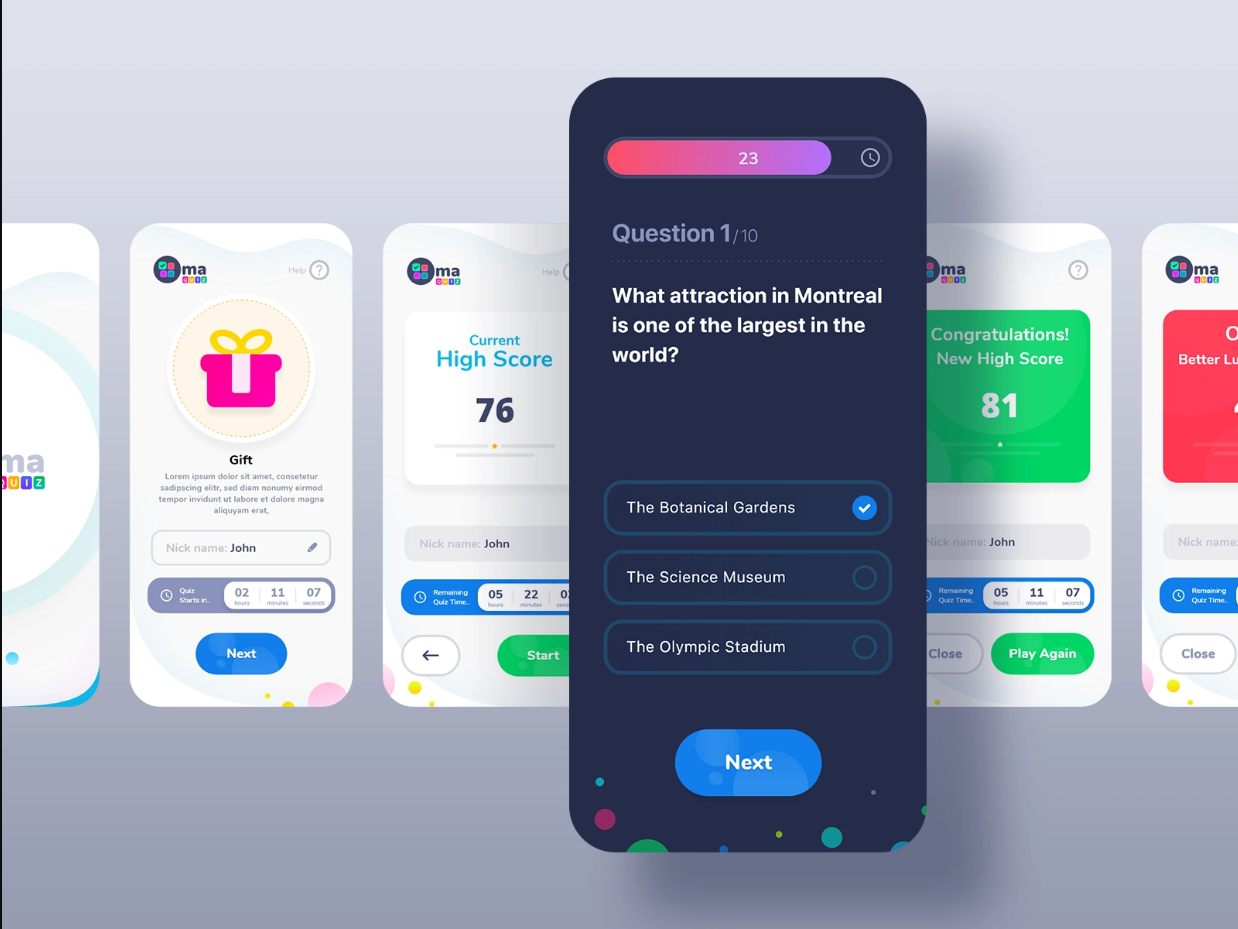 ma
QUIZ
ma
QUIZ
Help ?
Gift
Lorem ipsum dolor sit amet, consetetur
sadipscing elitr, sed diam nonumy eirmod
tempor invidunt ut labore et dolore magna
aliquyam erat,
Nick name: John
Quiz
Starts in..
02 11 07
hours minutes seconds
Next
ma
QUIZ
Help
Current
High Score
76
Nick name: John
Remaining
Quiz Time..
05 22
hours minutes
Start
23
Question 1/10
What attraction in Montreal
is one of the largest in the
world?
The Botanical Gardens
The Science Museum
The Olympic Stadium
Next
ma
QUIZ
?
Congratulations!
New High Score
81
Nick name: John
Remaining
Quiz Time..
05 11 07
hours minutes seconds
Close
Play Again
ma
QUIZ
Better
Nick name:
Remaining
Quiz Time..
Close